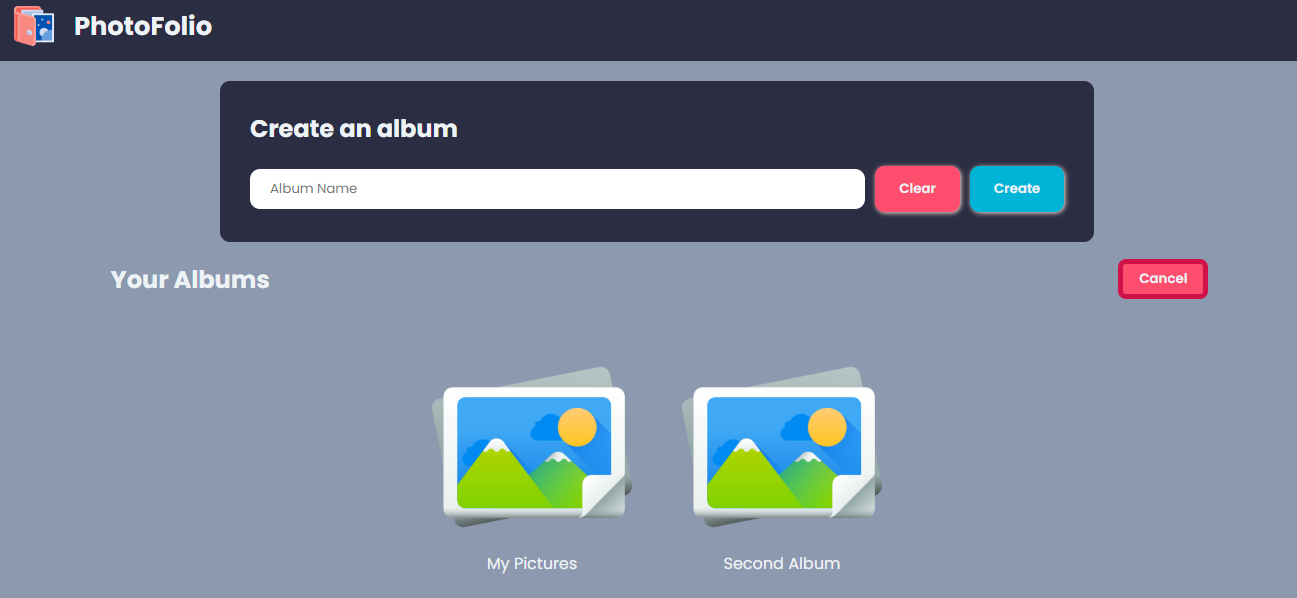 PhotoFolio
Create an album
Album Name
Clear
Create
Your Albums
Cancel
My Pictures
Second Album